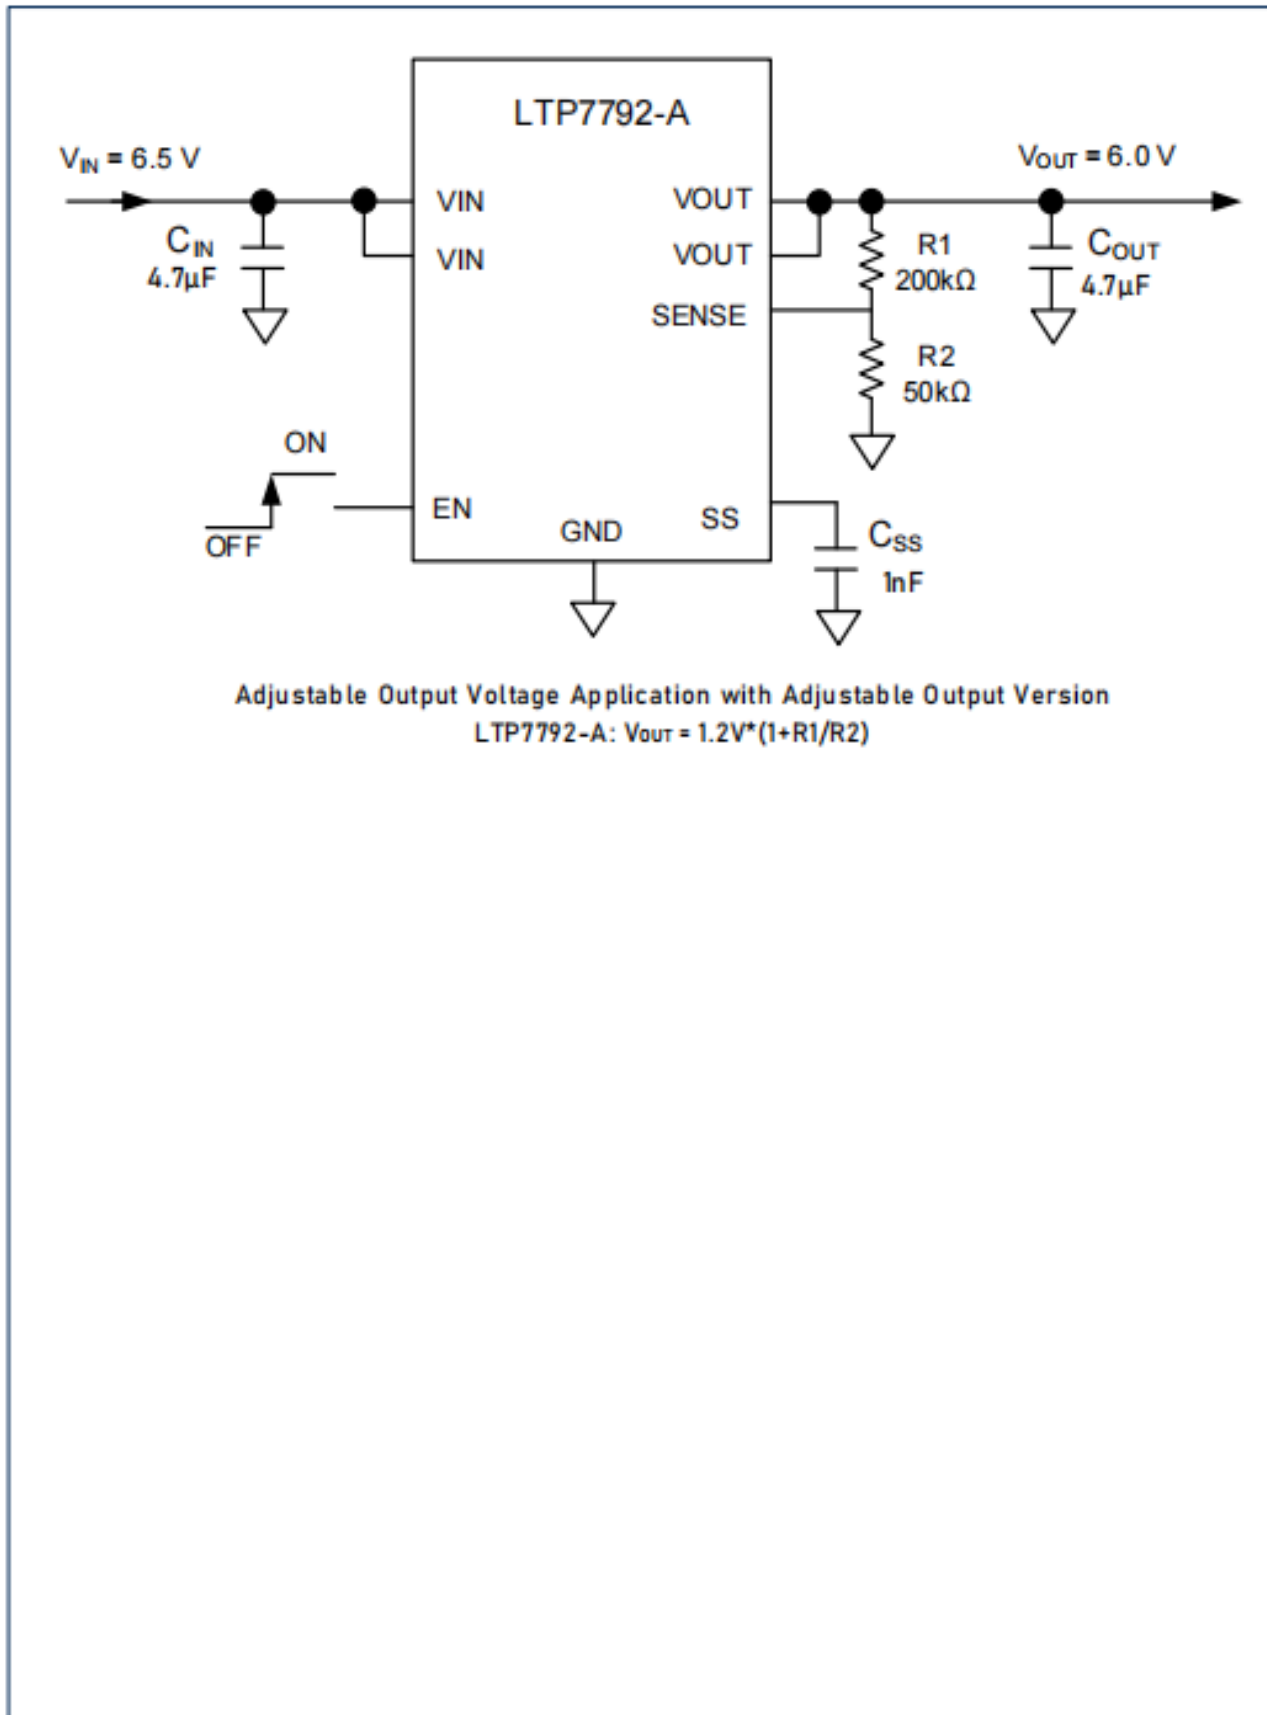 LTP7792-A
VIN = 6.5 V
VOUT = 6.0 V
VIN
VOUT
CIN
4.7µF
VIN
VOUT
R1
200kΩ
COUT
4.7µF
SENSE
R2
50kΩ
ON
OFF
EN
GND
SS
CSS
1nF
Adjustable Output Voltage Application with Adjustable Output Version
LTP7792-A: VOUT = 1.2V*(1+R1/R2)